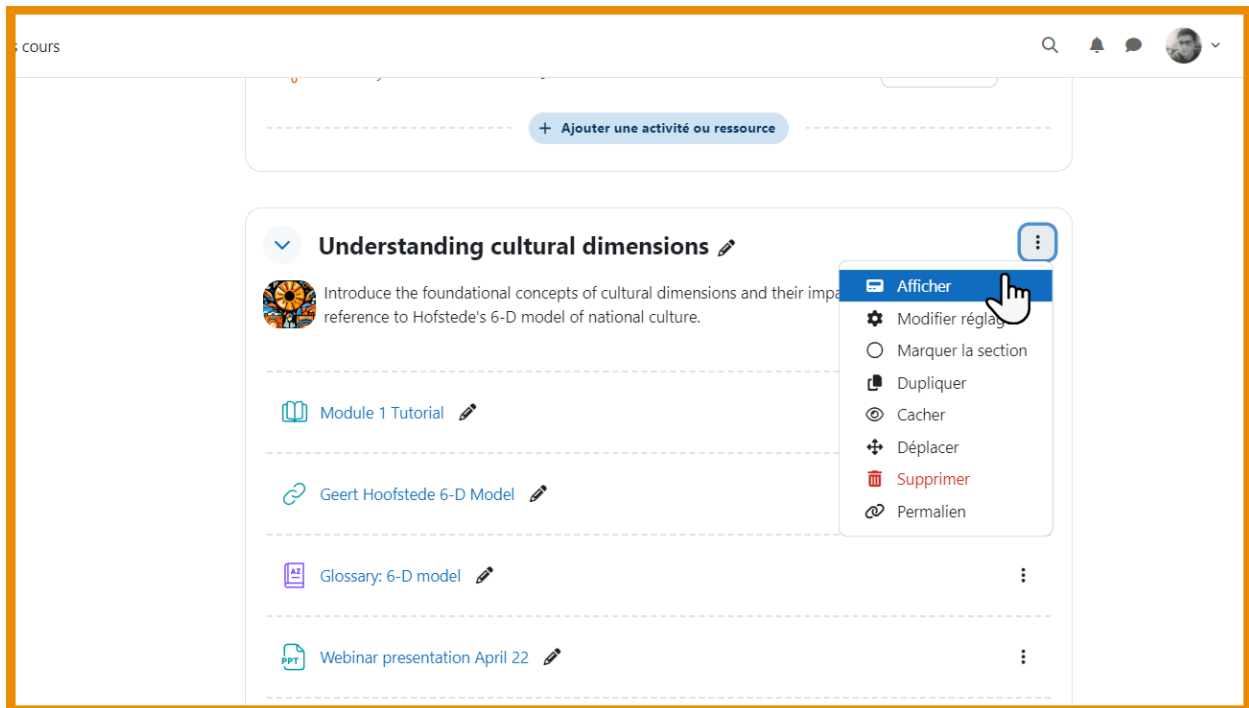 cours
+ Ajouter une activité ou ressource
Understanding cultural dimensions
Introduce the foundational concepts of cultural dimensions and their
reference to Hofstede's 6-D model of national culture.
Afficher
Modifier
Marquer la section
Dupliquer
Cacher
Déplacer
Supprimer
Permalien
Module 1 Tutorial
Geert Hoofstede 6-D Model
AZ
Glossary: 6-D model
PPT
Webinar presentation April 22